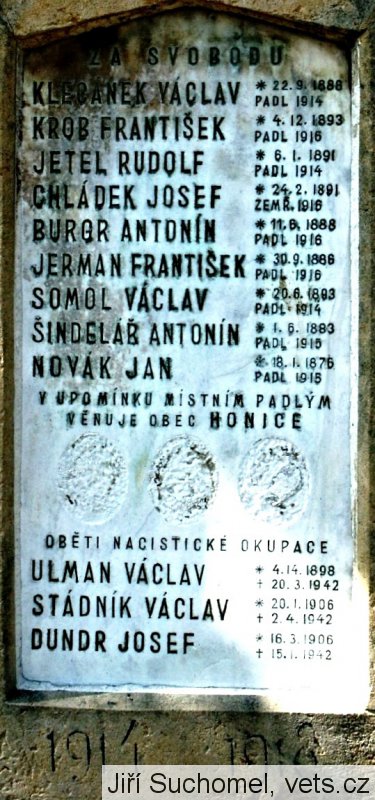 ZA SVOBODU
KLECANEK VÁCLAV * 22.9.1888
PADL 1914
KROB FRANTIŠEK * 4.12.1893
PADL 1916
JETEL RUDOLF * 6.1.1891
PADL 1914
CHLÁDEK JOSEF * 24.2.1891
ZEMŘ. 1916
BURGR ANTONÍN * 11.6.1888
PADL 1916
JERMAN FRANTIŠEK * 30.9.1886
PADL 1916
SOMOL VÁCLAV * 20.6.1893
PADL 1914
ŠINDELÁŘ ANTONÍN * 1.6.1883
PADL 1915
NOVÁK JAN * 18.1.1876
PADL 1915
V UPOMÍNKU MÍSTNÍM PADLÝM
VĚNUJE OBEC HONICE
OBĚTI NACISTICKÉ OKUPACE
ULMAN VÁCLAV * 4.14.1898
† 20.3.1942
STÁDNÍK VÁCLAV * 20.1.1906
† 2.4.1942
DUNDR JOSEF * 16.3.1906
† 15.1.1942
1914 1918
Jiří Suchomel, vets.cz